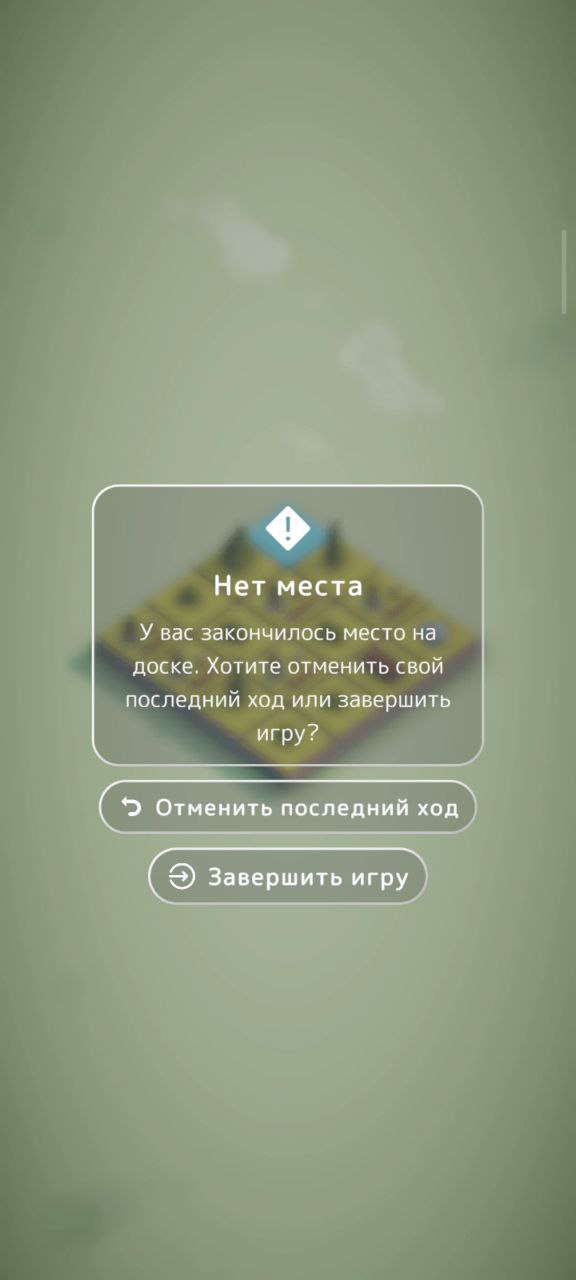 Нет места
У вас закончилось место на
доске. Хотите отменить свой
последний ход или завершить
игру?
Отменить последний ход
Завершить игру